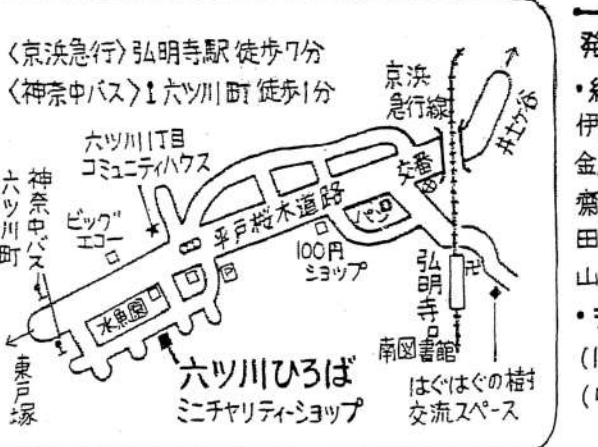 〈京浜急行〉弘明寺駅 徒歩7分
〈神奈中バス〉六ツ川町 徒歩1分
京浜
急行線
井土ヶ谷
六ツ川1丁目
コミュニティハウス
神奈中バス
六ツ川町
ビッグ
エコー
平戸桜木道路
交番
パン
100円
ショップ
弘明寺
卍
水魚園
南図書館
東戸塚
六ツ川ひろば
ミニチャリティーショップ
はぐはぐの樹
交流スペース
発
伊
金
齋
田
山